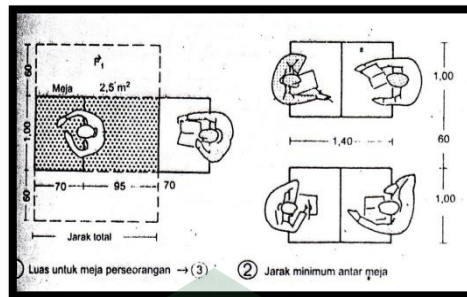 60
Meja 2,5 m²
1,00
60
70 95 70
Jarak total
Luas untuk meja perseorangan → (3)
1,00
1,40
60
1,00
2 Jarak minimum antar meja